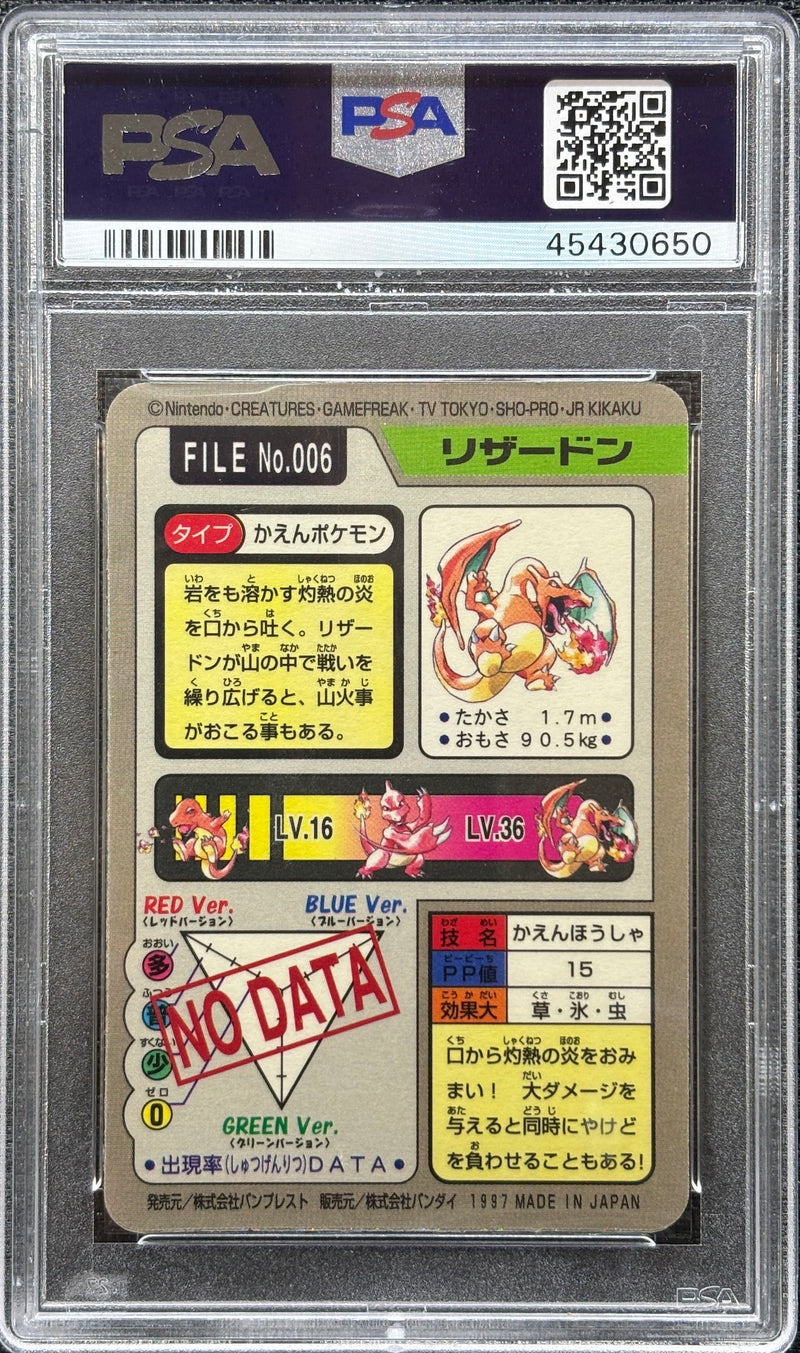 PSA
PSA
PSA PSA PSA
45430650
©Nintendo・CREATURES・GAMEFREAK・TV TOKYO・SHO-PRO・JR KIKAKU
FILE No.006
リザードン
タイプ かえんポケモン
岩をも溶かす灼熱の炎
を口から吐く。リザー
ドンが山の中で戦いを
繰り広げると、山火事
がおこる事もある。
●たかさ 1.7m●
●おもさ 90.5kg●
LV.16
LV.36
RED Ver.
〈レッドバージョン〉
BLUE Ver.
〈ブルーバージョン〉
おおい
多
ふつう
普
すくない
少
ゼロ
0
NO DATA
GREEN Ver.
〈グリーンバージョン〉
●出現率(しゅつげんりつ)DATA●
技名 かえんほうしゃ
PP値 15
効果大 草・氷・虫
口から灼熱の炎をおみ
まい! 大ダメージを
与えると同時にやけど
を負わせることもある!
発売元/株式会社バンプレスト 販売元/株式会社バンダイ 1997 MADE IN JAPAN
PSA